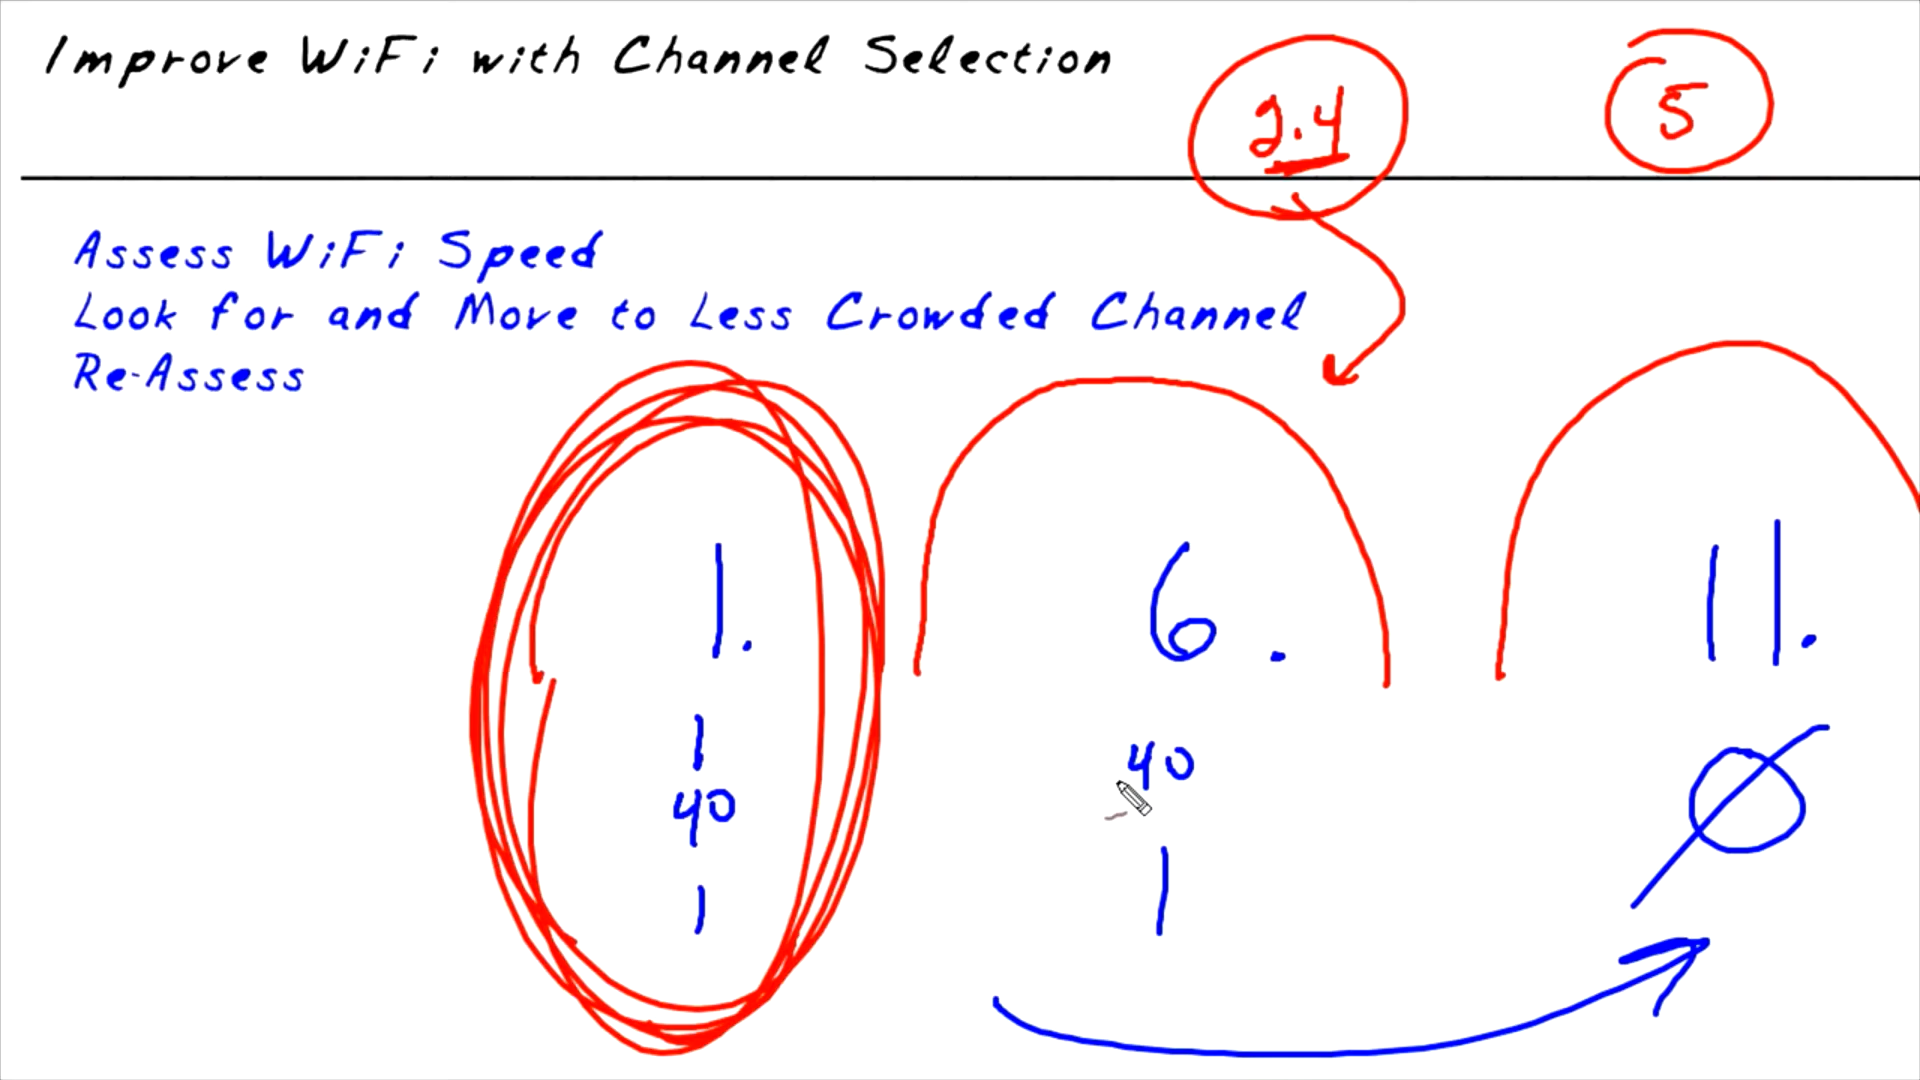 Improve WiFi with Channel Selection
2.4 5
Assess WiFi Speed
Look for and Move to Less Crowded Channel
Re-Assess
1. 6. 11.
1
40 40 0
1 1